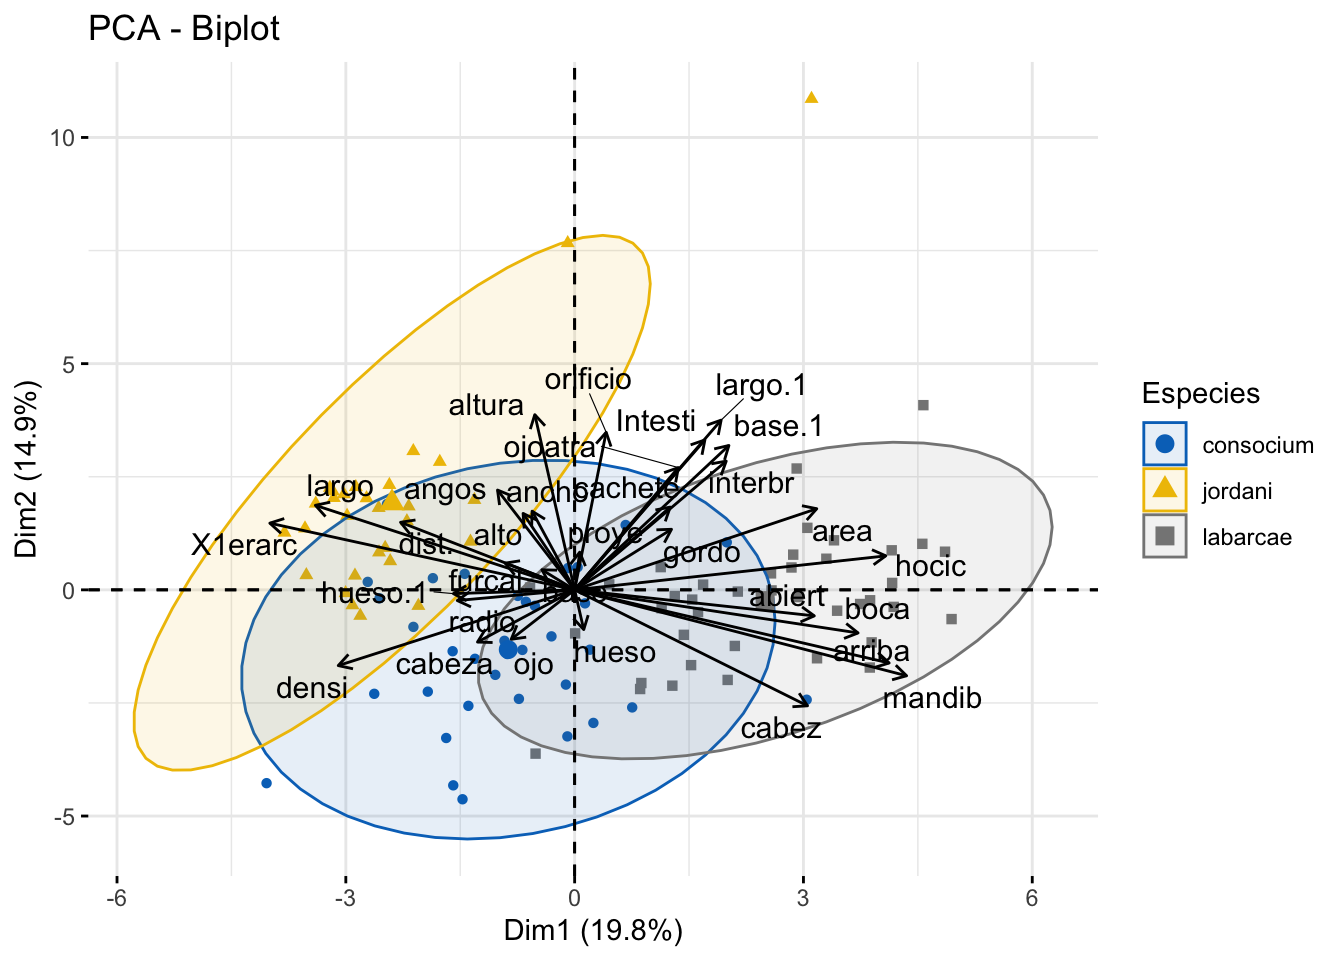 PCA - Biplot
10
5
0
-5
-6
-3
0
3
6
Dim1 (19.8%)
Dim2 (14.9%)
orificio
largo.1
altura
Intesti
base.1
ojoatra
largo
angos
ancho
cachete
Interbr
X1erarc
dist.
alto
proye
gordo
area
hocic
hueso.1
furcal
abiert
boca
radio
cabeza
ojo
hueso
arriba
densi
mandib
cabez
Especies
consocium
jordani
labarcae